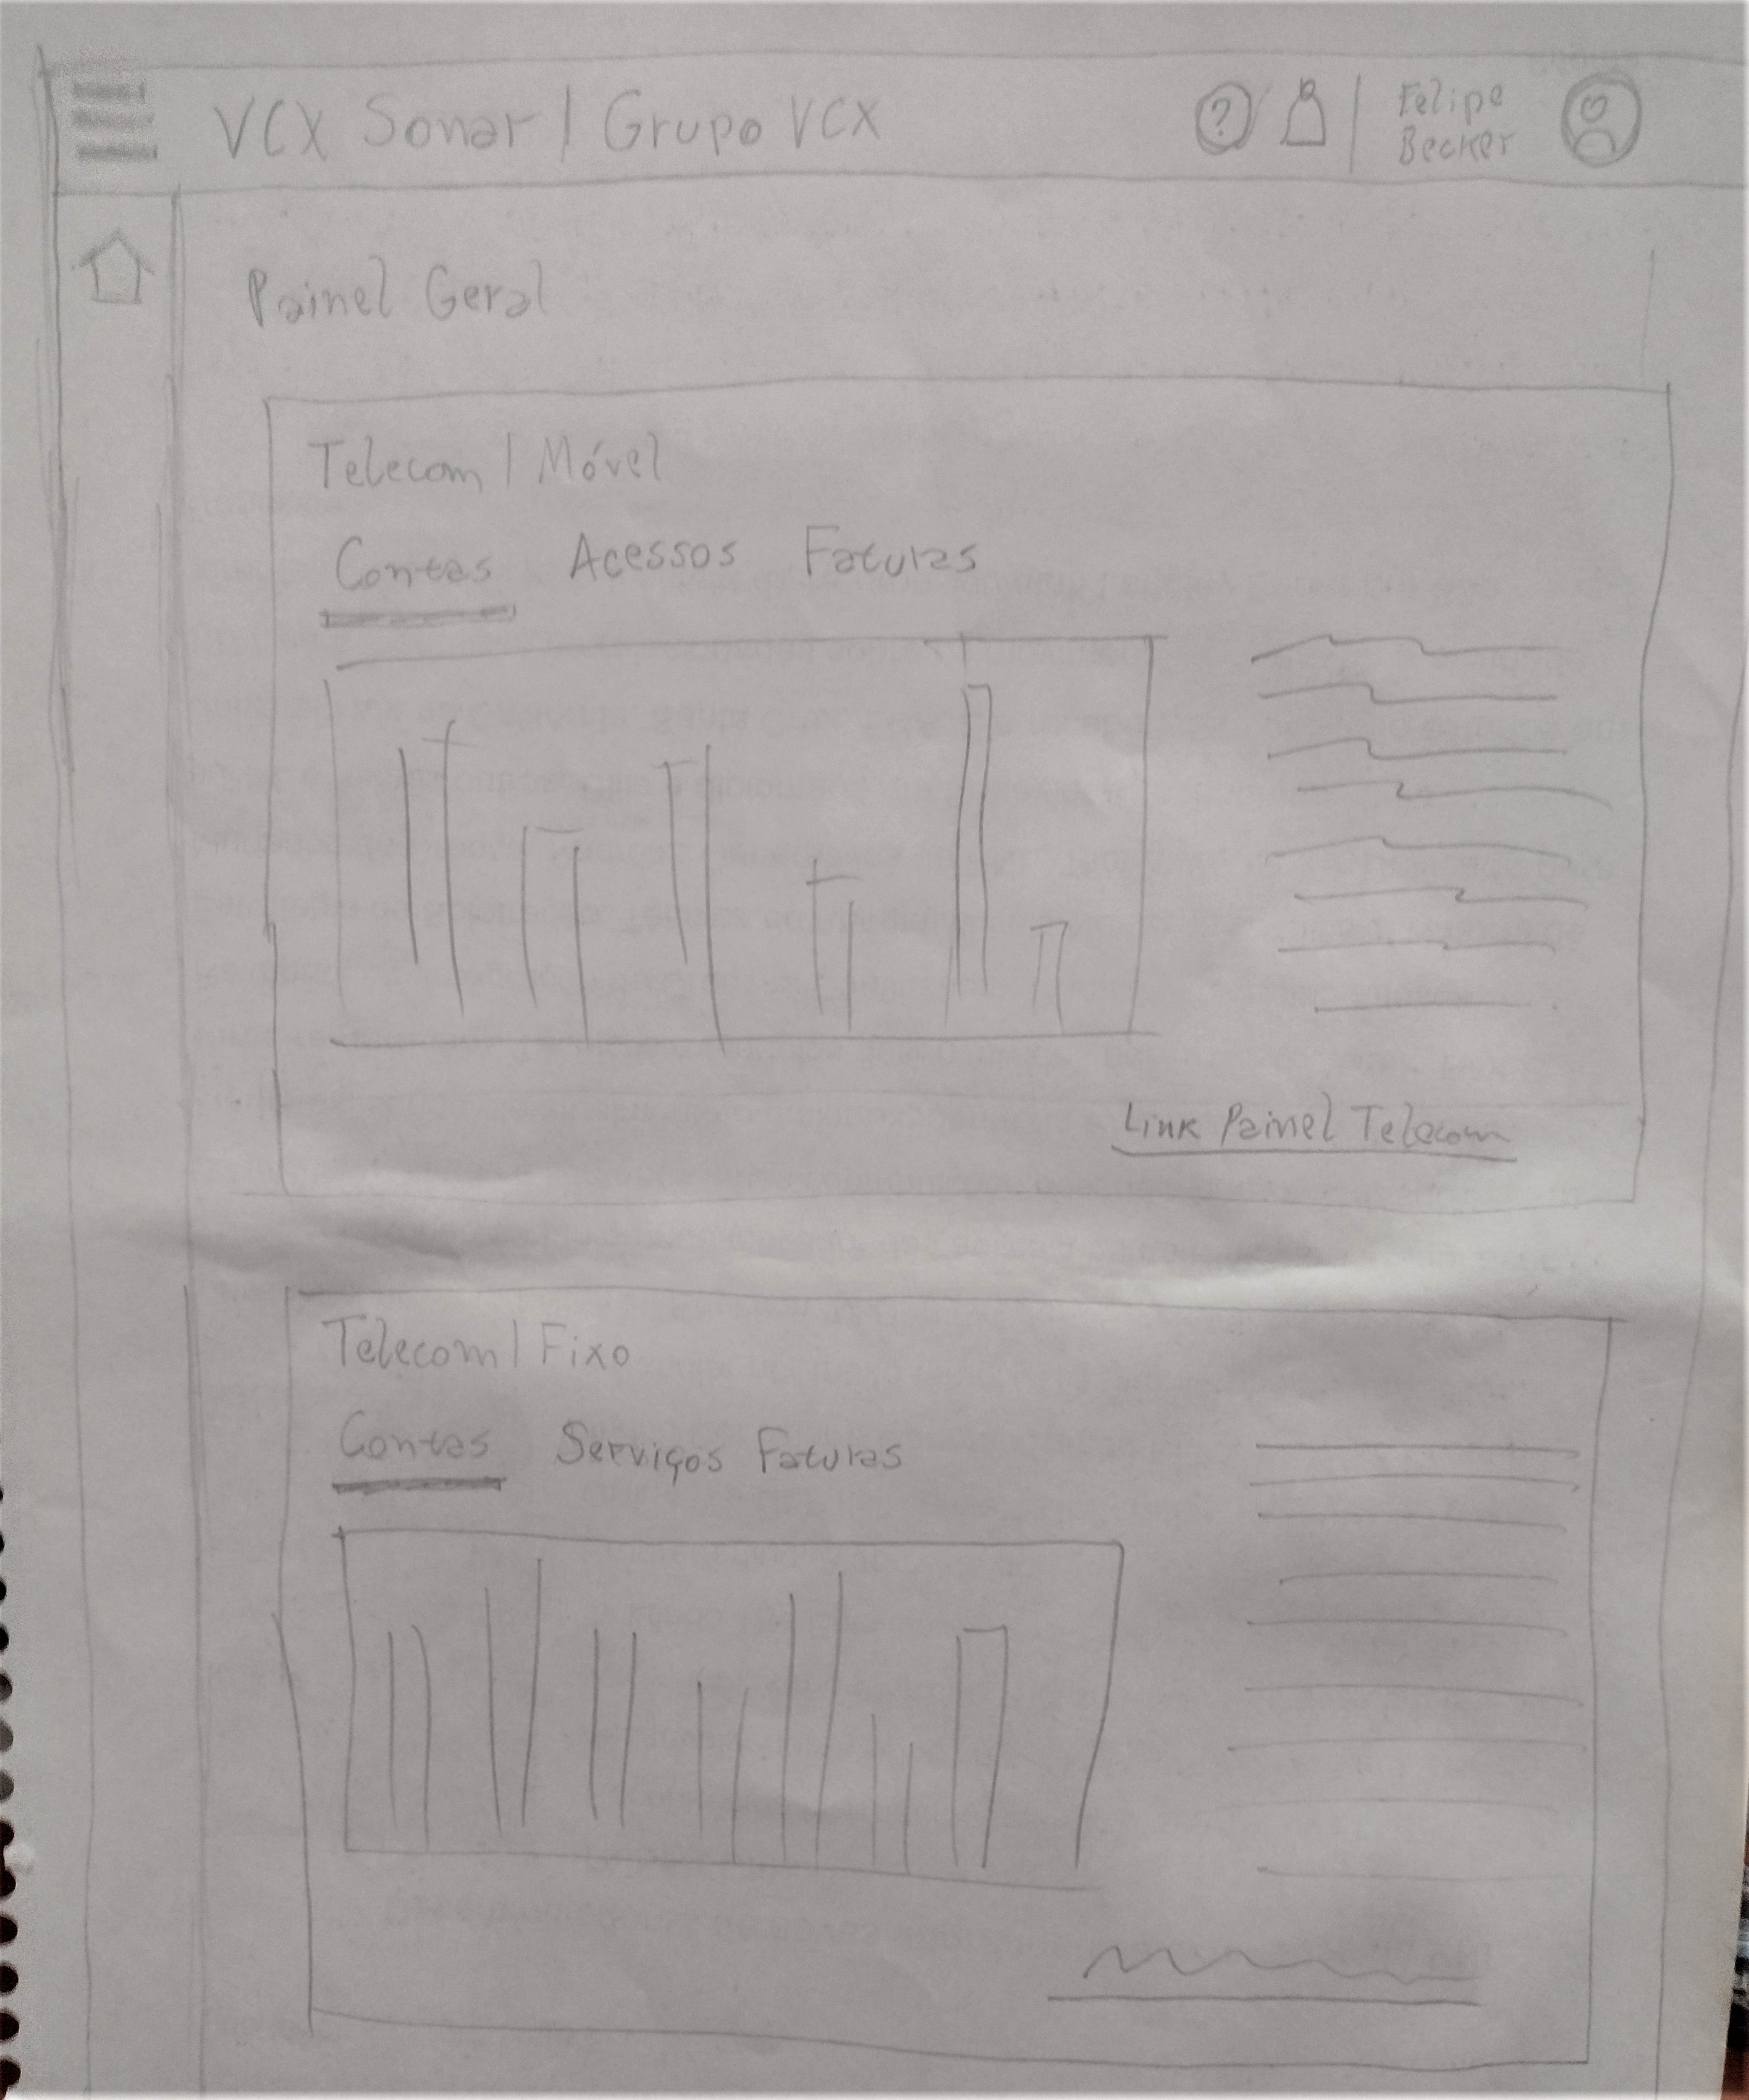 VCX Sonar | Grupo VCX
?
Felipe
Becker
Painel Geral
Telecom | Móvel
Contas Acessos Faturas
Link Painel Telecom
Telecom | Fixo
Contas Serviços Faturas